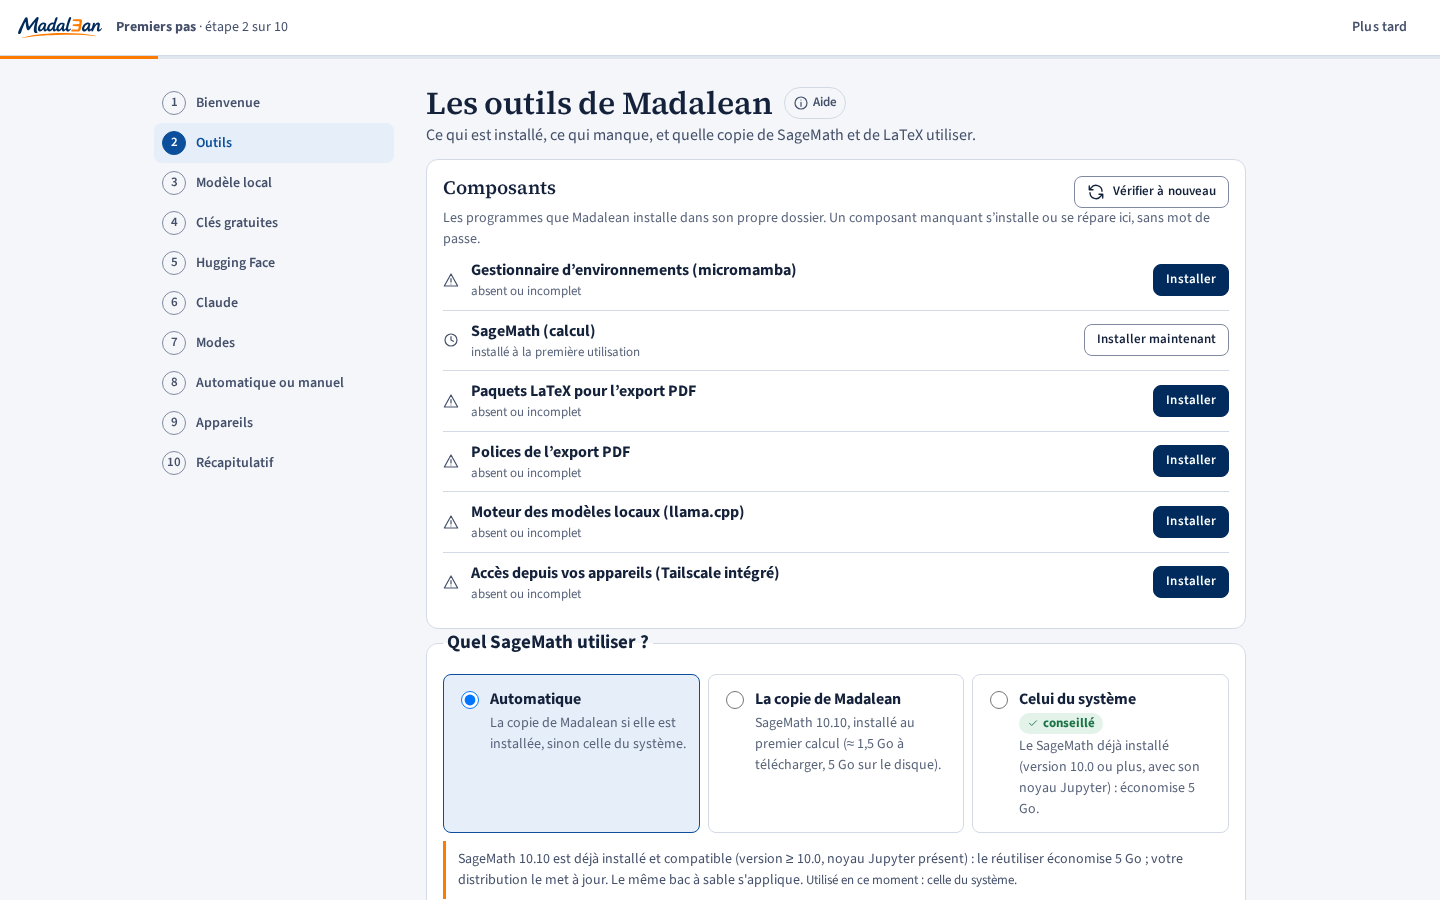 Madalean
Premiers pas · étape 2 sur 10
Plus tard
1 Bienvenue
2 Outils
3 Modèle local
4 Clés gratuites
5 Hugging Face
6 Claude
7 Modes
8 Automatique ou manuel
9 Appareils
10 Récapitulatif
Les outils de Madalean
Aide
Ce qui est installé, ce qui manque, et quelle copie de SageMath et de LaTeX utiliser.
Composants
Vérifier à nouveau
Les programmes que Madalean installe dans son propre dossier. Un composant manquant s’installe ou se répare ici, sans mot de
passe.
Gestionnaire d’environnements (micromamba)
absent ou incomplet
Installer
SageMath (calcul)
installé à la première utilisation
Installer maintenant
Paquets LaTeX pour l’export PDF
absent ou incomplet
Installer
Polices de l’export PDF
absent ou incomplet
Installer
Moteur des modèles locaux (llama.cpp)
absent ou incomplet
Installer
Accès depuis vos appareils (Tailscale intégré)
absent ou incomplet
Installer
Quel SageMath utiliser ?
Automatique
La copie de Madalean si elle est
installée, sinon celle du système.
La copie de Madalean
SageMath 10.10, installé au
premier calcul (≈ 1,5 Go à
télécharger, 5 Go sur le disque).
Celui du système
conseillé
Le SageMath déjà installé
(version 10.0 ou plus, avec son
noyau Jupyter) : économise 5
Go.
SageMath 10.10 est déjà installé et compatible (version ≥ 10.0, noyau Jupyter présent) : le réutiliser économise 5 Go ; votre
distribution le met à jour. Le même bac à sable s'applique. Utilisé en ce moment : celle du système.